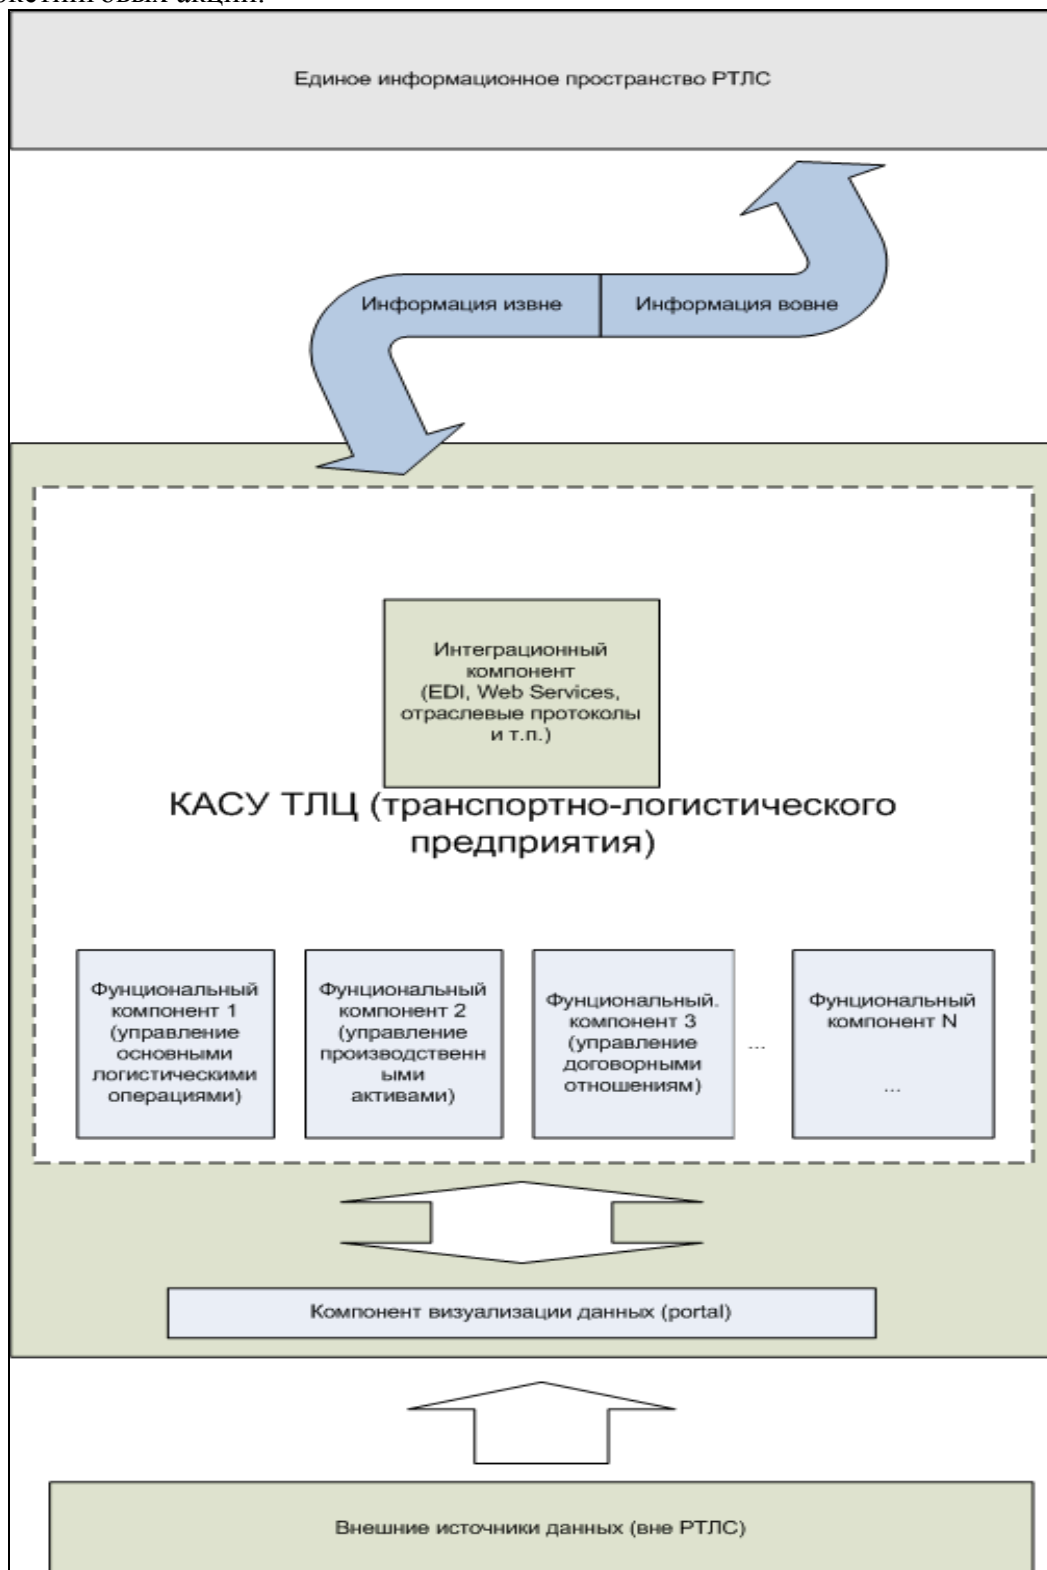 Единое информационное пространство РТЛС
Информация извне
Информация вовне
Интеграционный
компонент
(EDI, Web Services,
отраслевые протоколы
и т.п.)
КАСУ ТЛЦ (транспортно-логистического
предприятия)
Фунциональный
компонент 1
(управление
основными
логистическими
операциями)
Фунциональный
компонент 2
(управление
производственн
ыми
активами)
Фунциональный.
компонент 3
(управление
договорными
отношениям)
...
Фунциональный
компонент N
...
Компонент визуализации данных (portal)
Внешние источники данных (вне РТЛС)